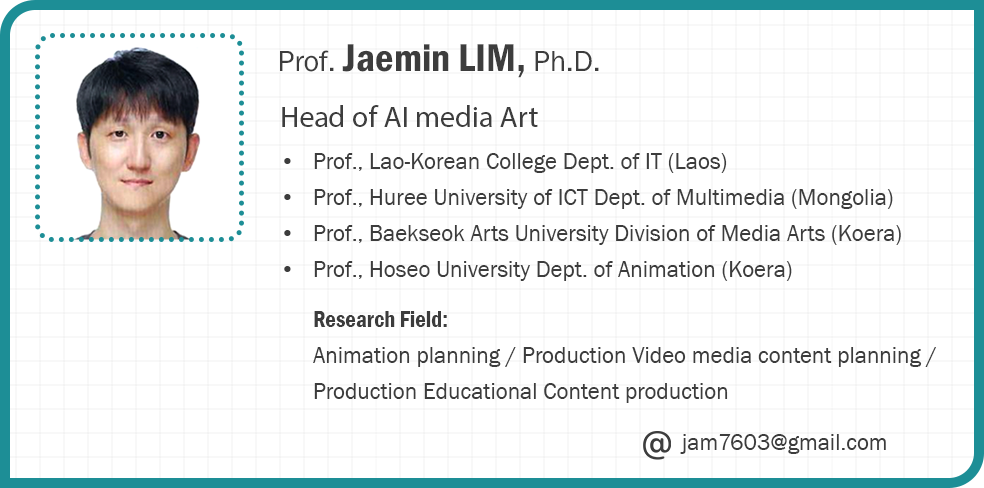 Prof. Jaemin LIM, Ph.D.
Head of AI media Art
• Prof., Lao-Korean College Dept. of IT (Laos)
• Prof., Huree University of ICT Dept. of Multimedia (Mongolia)
• Prof., Baekseok Arts University Division of Media Arts (Koera)
• Prof., Hoseo University Dept. of Animation (Koera)
Research Field:
Animation planning / Production Video media content planning /
Production Educational Content production
@ jam7603@gmail.com